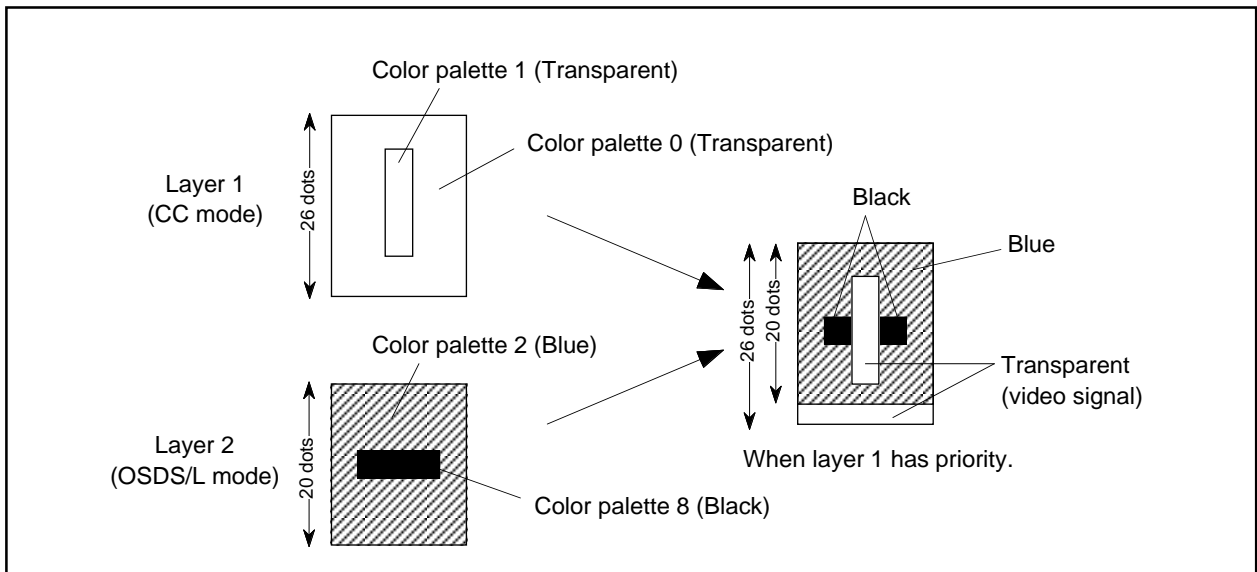 Color palette 1 (Transparent)
Color palette 0 (Transparent)
Layer 1
(CC mode)
26 dots
Color palette 2 (Blue)
Layer 2
(OSDS/L mode)
20 dots
Color palette 8 (Black)
Black
Blue
26 dots
20 dots
Transparent
(video signal)
When layer 1 has priority.